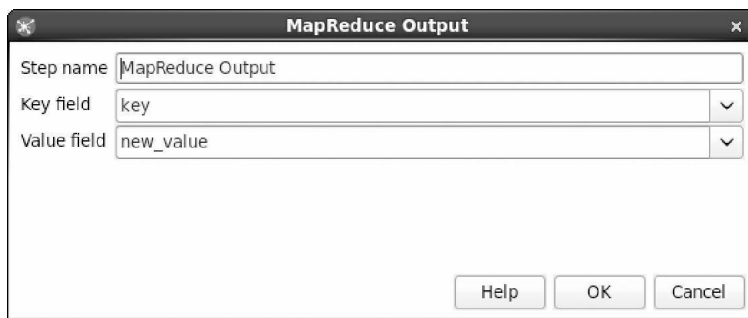 MapReduce Output
Step name MapReduce Output
Key field key
Value field new_value
Help OK Cancel